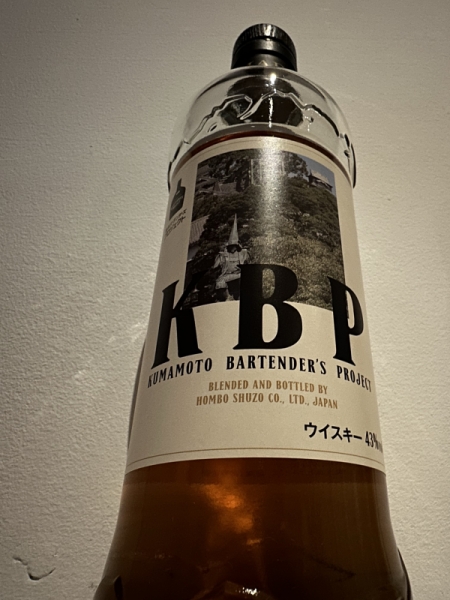 KBP
KUMAMOTO BARTENDER'S PROJECT
BLENDED AND BOTTLED BY
HOMBO SHUZO CO., LTD., JAPAN
ウイスキー 43%